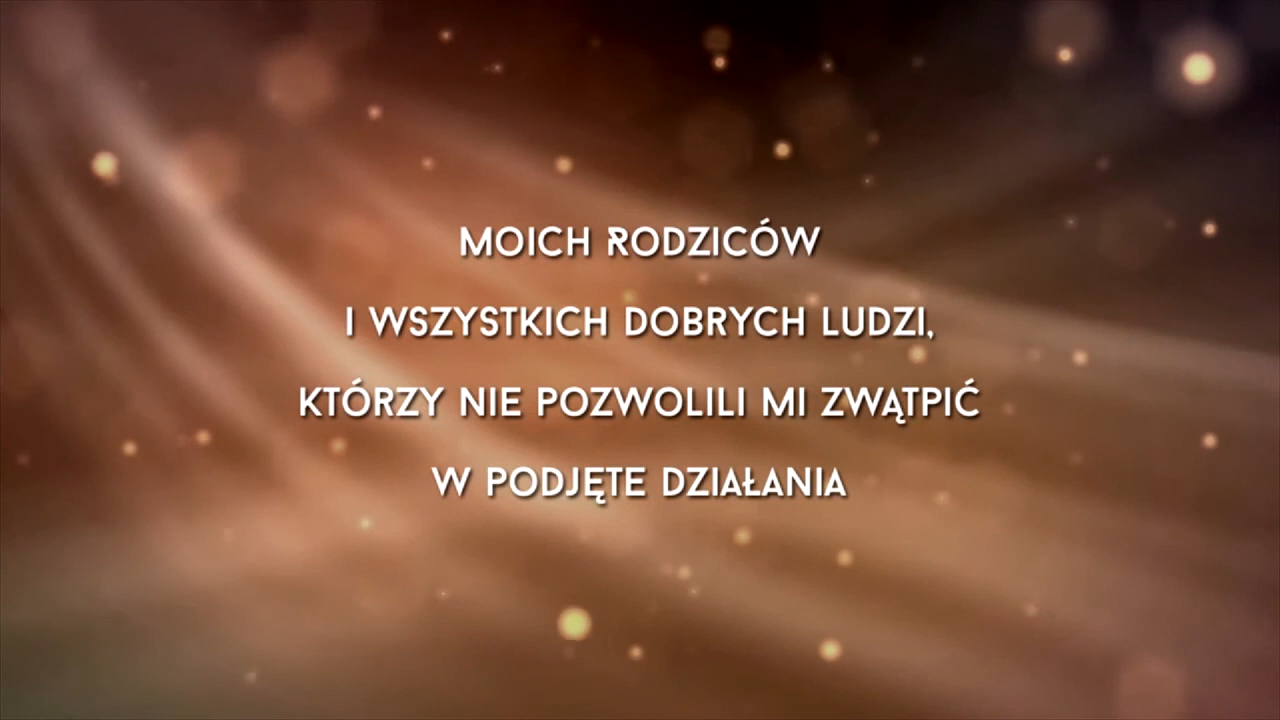 MOICH RODZICÓW
I WSZYSTKICH DOBRYCH LUDZI,
KTÓRZY NIE POZWOLILI MI ZWĄTPIĆ
W PODJĘTE DZIAŁANIA